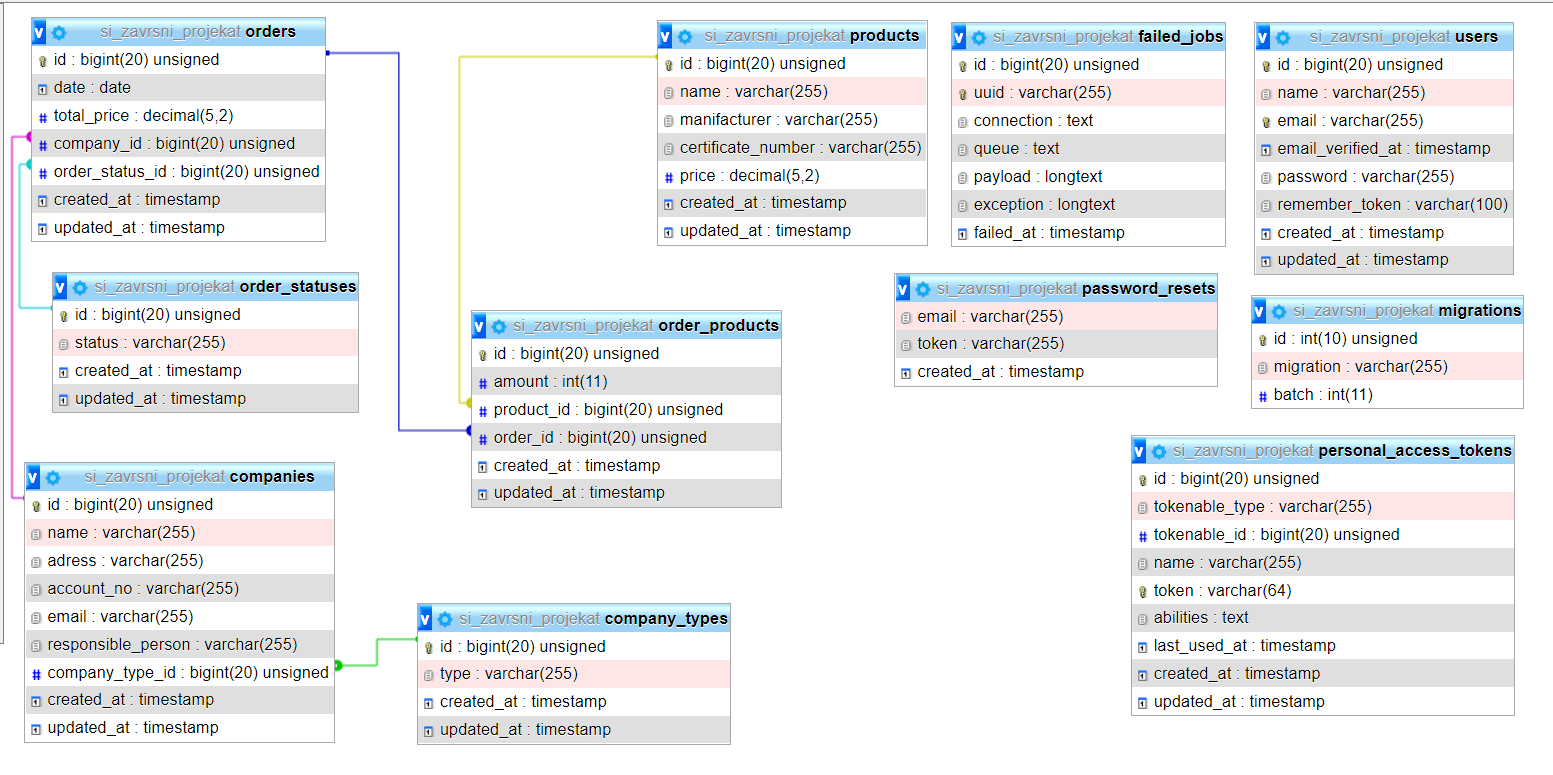 si_zavrsni_projekat orders
id : bigint(20) unsigned
date : date
total_price : decimal(5,2)
company_id : bigint(20) unsigned
order_status_id : bigint(20) unsigned
created_at : timestamp
updated_at : timestamp
si_zavrsni_projekat order_statuses
id : bigint(20) unsigned
status : varchar(255)
created_at : timestamp
updated_at : timestamp
si_zavrsni_projekat companies
id : bigint(20) unsigned
name : varchar(255)
adress : varchar(255)
account_no : varchar(255)
email : varchar(255)
responsible_person : varchar(255)
company_type_id : bigint(20) unsigned
created_at : timestamp
updated_at : timestamp
si_zavrsni_projekat company_types
id : bigint(20) unsigned
type : varchar(255)
created_at : timestamp
updated_at : timestamp
si_zavrsni_projekat order_products
id : bigint(20) unsigned
amount : int(11)
product_id : bigint(20) unsigned
order_id : bigint(20) unsigned
created_at : timestamp
updated_at : timestamp
si_zavrsni_projekat products
id : bigint(20) unsigned
name : varchar(255)
manifacturer : varchar(255)
certificate_number : varchar(255)
price : decimal(5,2)
created_at : timestamp
updated_at : timestamp
si_zavrsni_projekat failed_jobs
id : bigint(20) unsigned
uuid : varchar(255)
connection : text
queue : text
payload : longtext
exception : longtext
failed_at : timestamp
si_zavrsni_projekat users
id : bigint(20) unsigned
name : varchar(255)
email : varchar(255)
email_verified_at : timestamp
password : varchar(255)
remember_token : varchar(100)
created_at : timestamp
updated_at : timestamp
si_zavrsni_projekat password_resets
email : varchar(255)
token : varchar(255)
created_at : timestamp
si_zavrsni_projekat migrations
id : int(10) unsigned
migration : varchar(255)
batch : int(11)
si_zavrsni_projekat personal_access_tokens
id : bigint(20) unsigned
tokenable_type : varchar(255)
tokenable_id : bigint(20) unsigned
name : varchar(255)
token : varchar(64)
abilities : text
last_used_at : timestamp
created_at : timestamp
updated_at : timestamp